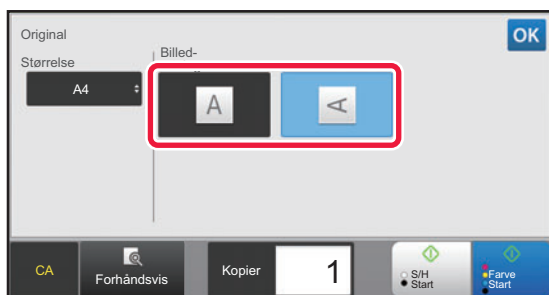 Original
OK
Størrelse
Billed-
A4
A
A
CA
Forhåndsvis
Kopier
1
S/H
Start
Farve
Start